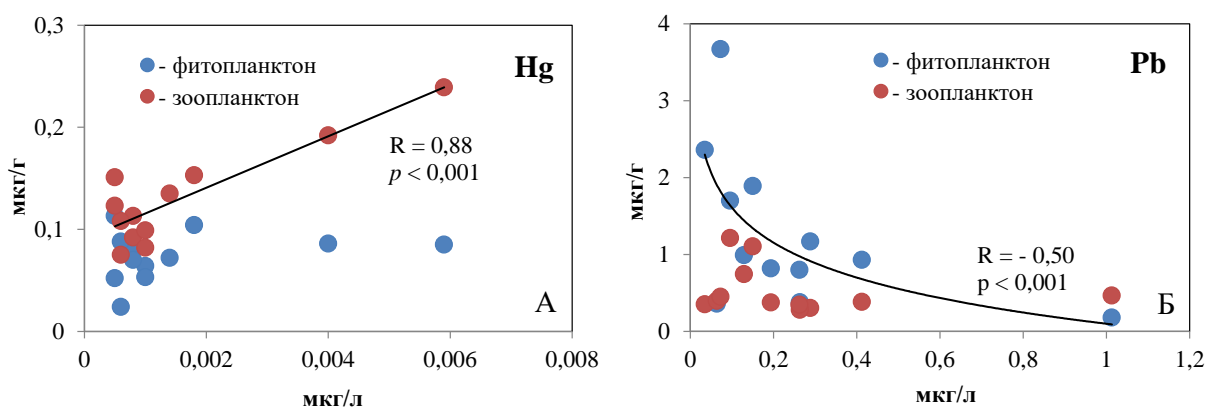 0,3
0,2
0,1
0
мкг/г
- фитопланктон
- зоопланктон
Hg
R = 0,88
p < 0,001
А
0
0,002
0,004
0,006
0,008
мкг/л
4
3
2
1
0
мкг/г
- фитопланктон
- зоопланктон
Pb
R = - 0,50
p < 0,001
Б
0
0,2
0,4
0,6
0,8
1
1,2
мкг/л